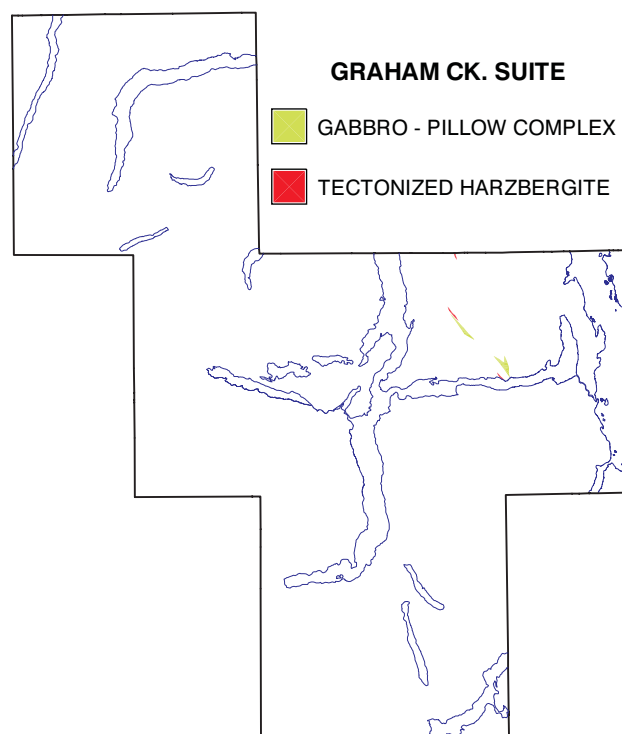 GRAHAM CK. SUITE
GABBRO - PILLOW COMPLEX
TECTONIZED HARZBERGITE